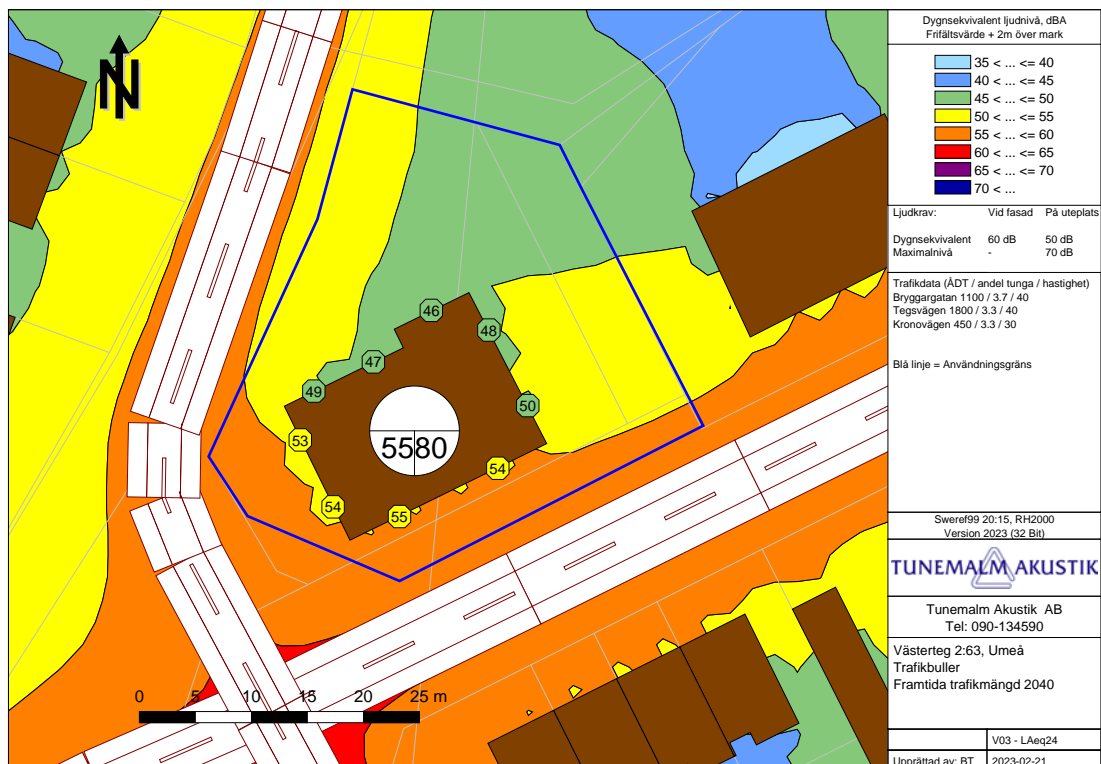 N
46
48
47
49
50
53
5580
54
54
55
0 5 10 15 20 25 m
Dygnsekvivalent ljudnivå, dBA
Frifältsvärde + 2m över mark
35 < ... <= 40
40 < ... <= 45
45 < ... <= 50
50 < ... <= 55
55 < ... <= 60
60 < ... <= 65
65 < ... <= 70
70 < ...
Ljudkrav: Vid fasad På uteplats
Dygnsekvivalent 60 dB 50 dB
Maximalnivå - 70 dB
Trafikdata (ÅDT / andel tunga / hastighet)
Bryggargatan 1100 / 3.7 / 40
Tegsvägen 1800 / 3.3 / 40
Kronovägen 450 / 3.3 / 30
Blå linje = Användningsgräns
Sweref99 20:15, RH2000
Version 2023 (32 Bit)
TUNEMALM AKUSTIK
Tunemalm Akustik AB
Tel: 090-134590
Västerteg 2:63, Umeå
Trafikbuller
Framtida trafikmängd 2040
V03 - LAeq24
Upprättad av: BT 2023-02-21